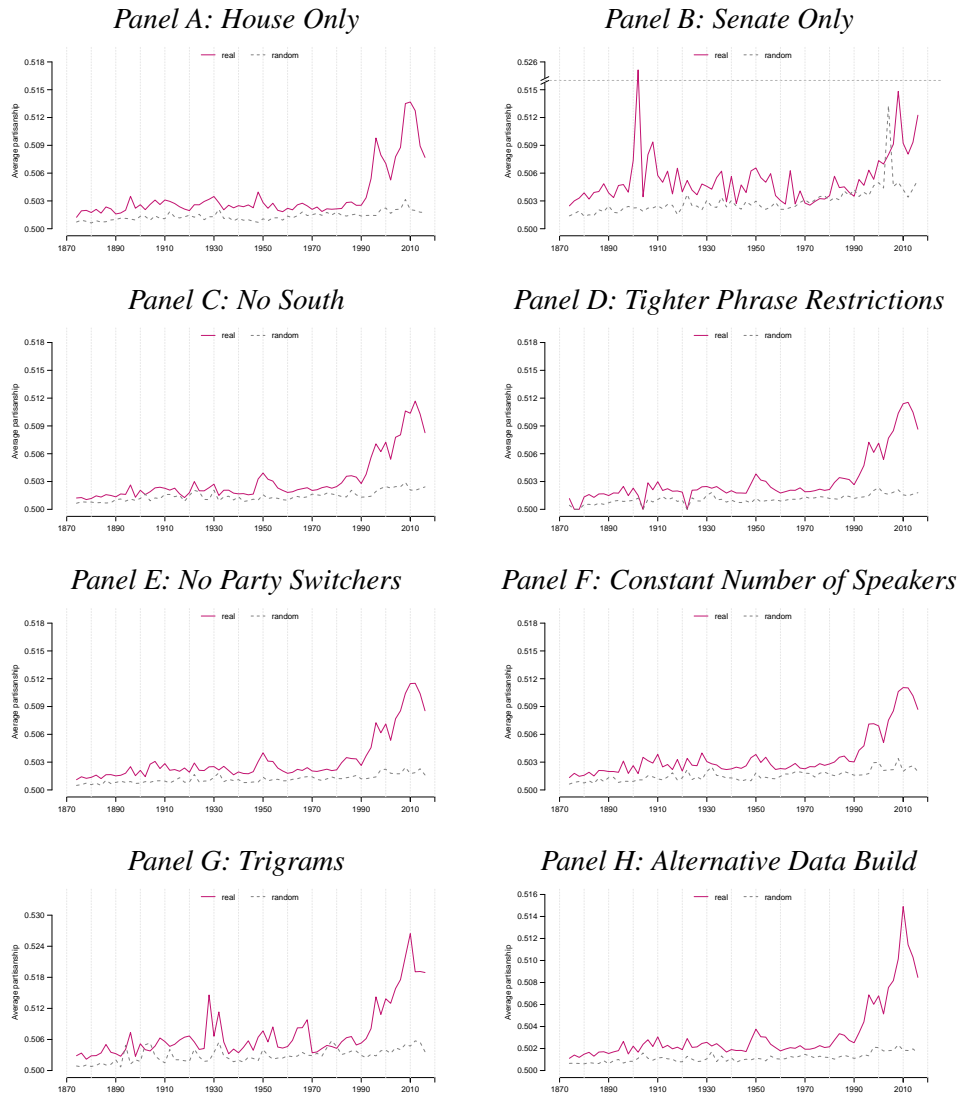 Panel A: House Only
real random
Average partisanship
0.518
0.515
0.512
0.509
0.506
0.503
0.500
1870 1890 1910 1930 1950 1970 1990 2010
Panel B: Senate Only
real random
Average partisanship
0.526
0.515
0.512
0.509
0.506
0.503
0.500
1870 1890 1910 1930 1950 1970 1990 2010
Panel C: No South
real random
Average partisanship
0.518
0.515
0.512
0.509
0.506
0.503
0.500
1870 1890 1910 1930 1950 1970 1990 2010
Panel D: Tighter Phrase Restrictions
real random
Average partisanship
0.518
0.515
0.512
0.509
0.506
0.503
0.500
1870 1890 1910 1930 1950 1970 1990 2010
Panel E: No Party Switchers
real random
Average partisanship
0.518
0.515
0.512
0.509
0.506
0.503
0.500
1870 1890 1910 1930 1950 1970 1990 2010
Panel F: Constant Number of Speakers
real random
Average partisanship
0.518
0.515
0.512
0.509
0.506
0.503
0.500
1870 1890 1910 1930 1950 1970 1990 2010
Panel G: Trigrams
real random
Average partisanship
0.530
0.524
0.518
0.512
0.506
0.500
1870 1890 1910 1930 1950 1970 1990 2010
Panel H: Alternative Data Build
real random
Average partisanship
0.516
0.514
0.512
0.510
0.508
0.506
0.504
0.502
0.500
1870 1890 1910 1930 1950 1970 1990 2010